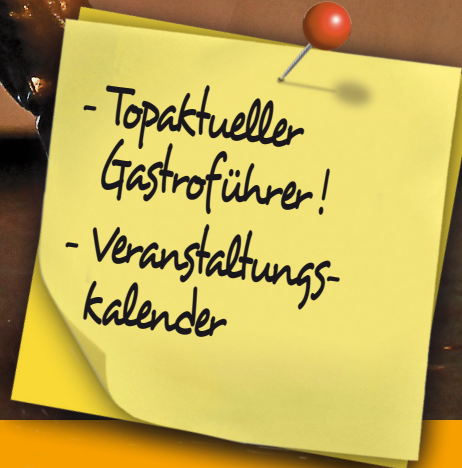 - Topaktueller
Gastroführer!
- Veranstaltungs-
kalender